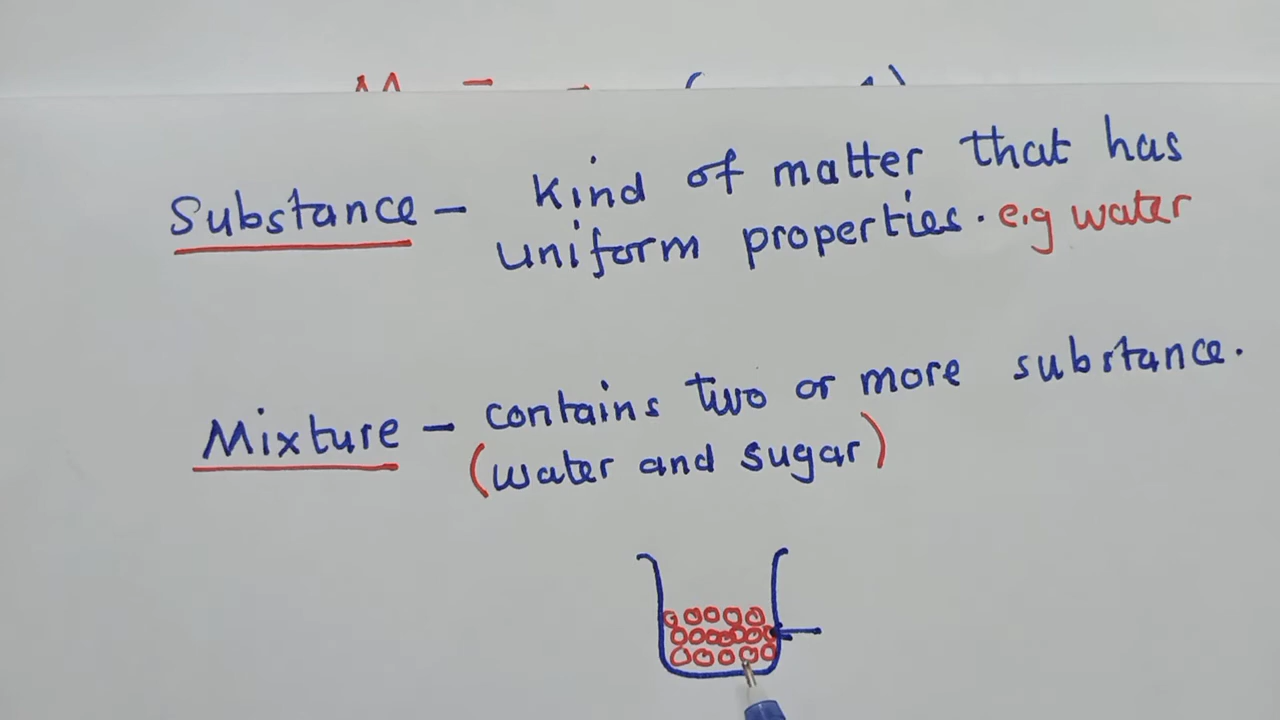 Substance - kind of matter that has
uniform properties. e.g water
Mixture - contains two or more substance.
(water and sugar)